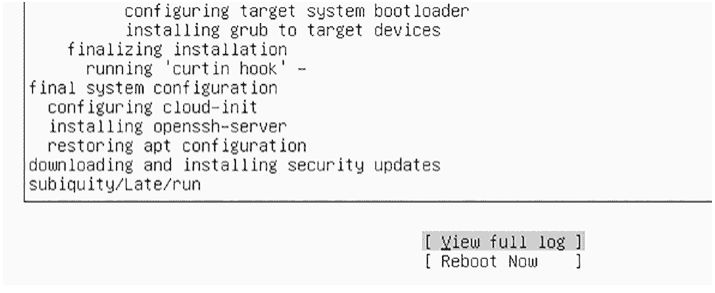 configuring target system bootloader
installing grub to target devices
finalizing installation
running 'curtin hook' -
final system configuration
configuring cloud-init
installing openssh-server
restoring apt configuration
downloading and installing security updates
subiquity/Late/run
[ View full log ]
[ Reboot Now ]